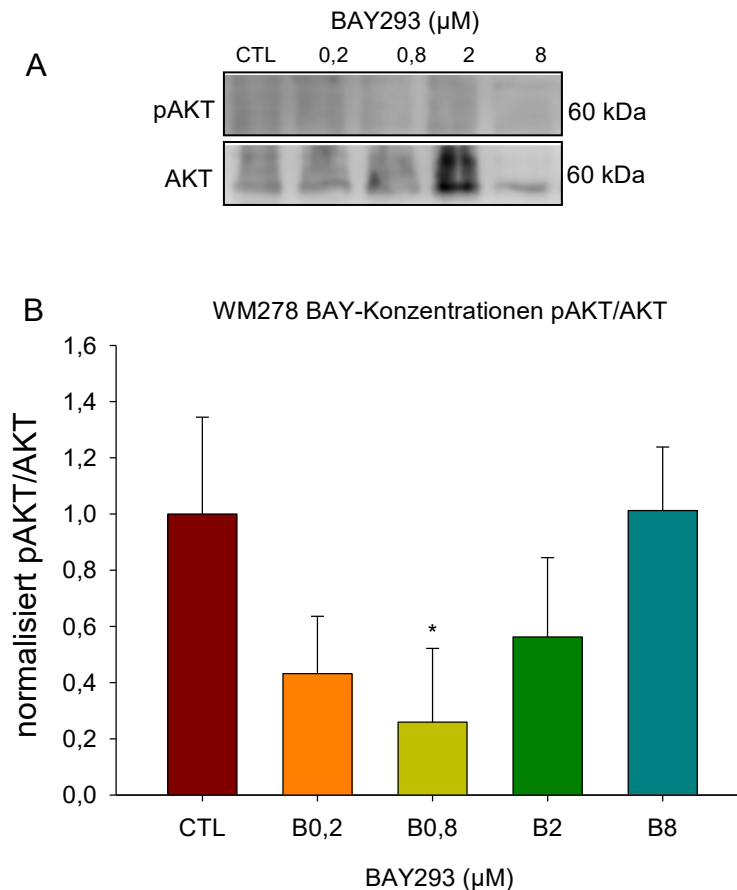 BAY293 (µM)
A
CTL 0,2 0,8 2 8
pAKT 60 kDa
AKT 60 kDa
B
WM278 BAY-Konzentrationen pAKT/AKT
normalisiert pAKT/AKT
1,6
1,4
1,2
1,0
0,8
0,6
0,4
0,2
0,0
*
CTL B0,2 B0,8 B2 B8
BAY293 (µM)